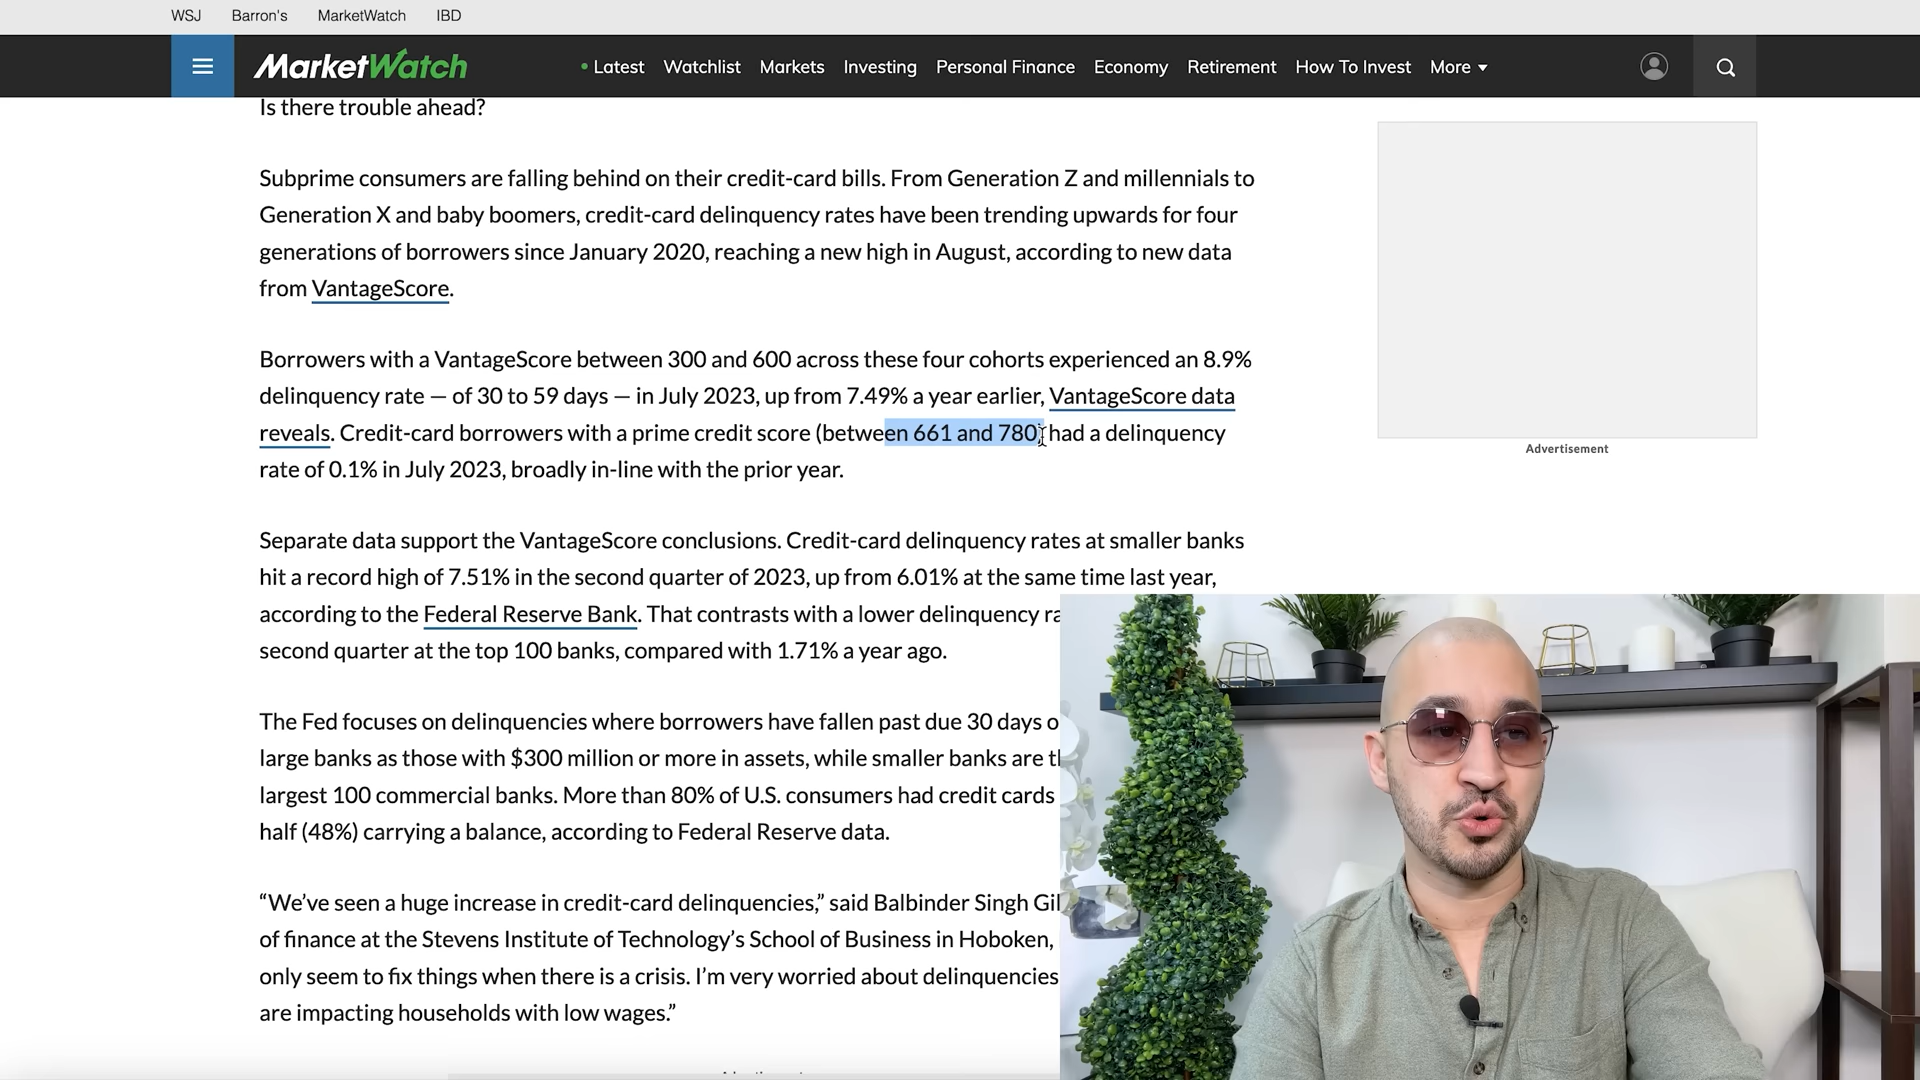 WSJ Barron's MarketWatch IBD
MarketWatch
Latest Watchlist Markets Investing Personal Finance Economy Retirement How To Invest More
Is there trouble ahead?
Subprime consumers are falling behind on their credit-card bills. From Generation Z and millennials to
Generation X and baby boomers, credit-card delinquency rates have been trending upwards for four
generations of borrowers since January 2020, reaching a new high in August, according to new data
from VantageScore.
Borrowers with a VantageScore between 300 and 600 across these four cohorts experienced an 8.9%
delinquency rate — of 30 to 59 days — in July 2023, up from 7.49% a year earlier, VantageScore data
reveals. Credit-card borrowers with a prime credit score (between 661 and 780) had a delinquency
rate of 0.1% in July 2023, broadly in-line with the prior year.
Separate data support the VantageScore conclusions. Credit-card delinquency rates at smaller banks
hit a record high of 7.51% in the second quarter of 2023, up from 6.01% at the same time last year,
according to the Federal Reserve Bank. That contrasts with a lower delinquency
second quarter at the top 100 banks, compared with 1.71% a year ago.
The Fed focuses on delinquencies where borrowers have fallen past due 30 days
large banks as those with $300 million or more in assets, while smaller banks are
largest 100 commercial banks. More than 80% of U.S. consumers had credit cards
half (48%) carrying a balance, according to Federal Reserve data.
“We’ve seen a huge increase in credit-card delinquencies,” said Balbinder Singh
of finance at the Stevens Institute of Technology’s School of Business in Hoboken,
only seem to fix things when there is a crisis. I’m very worried about delinquencies
are impacting households with low wages.”
Advertisement